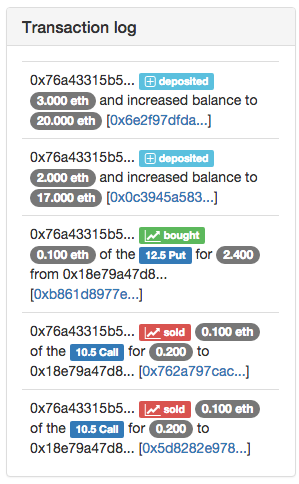 Transaction log
0x76a43315b5... deposited
3.000 eth and increased balance to
20.000 eth [0x6e2f97dfda...]
0x76a43315b5... deposited
2.000 eth and increased balance to
17.000 eth [0x0c3945a583...]
0x76a43315b5... bought
0.100 eth of the 12.5 Put for 2.400
from 0x18e79a47d8...
[0xb861d8977e...]
0x76a43315b5... sold 0.100 eth
of the 10.5 Call for 0.200 to
0x18e79a47d8... [0x762a797cac...]
0x76a43315b5... sold 0.100 eth
of the 10.5 Call for 0.200 to
0x18e79a47d8... [0x5d8282e978...]